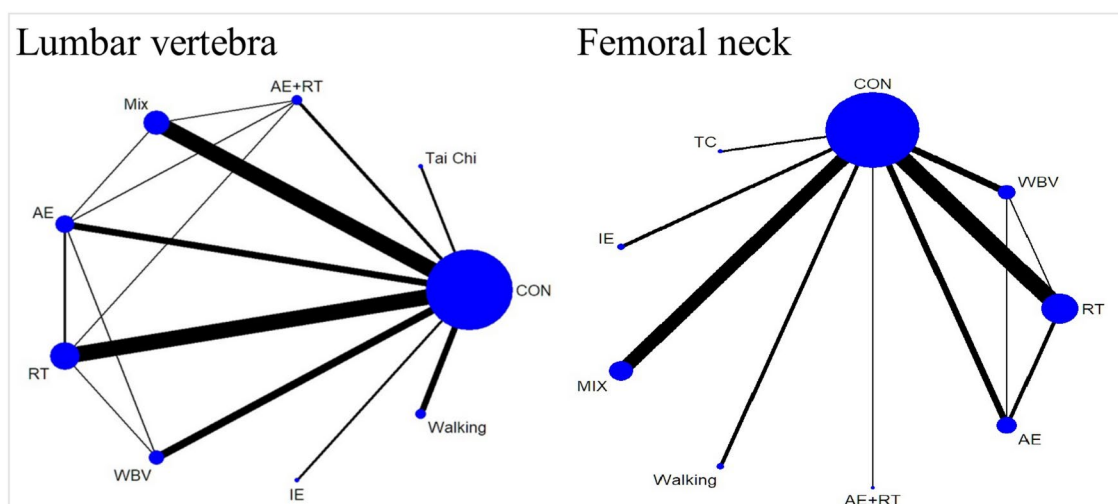 Lumbar vertebra
AE+RT
Mix
Tai Chi
AE
CON
RT
Walking
WBV
IE
Femoral neck
CON
TC
WBV
IE
RT
MIX
AE
Walking
AE+RT